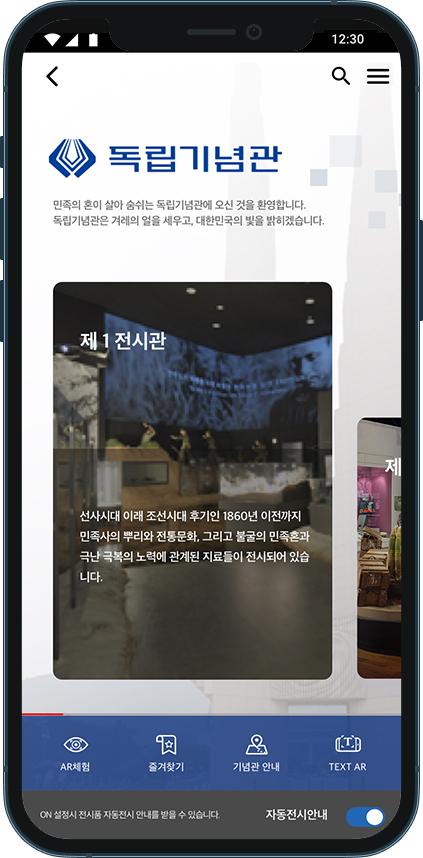 12:30
독립기념관
민족의 혼이 살아 숨쉬는 독립기념관에 오신 것을 환영합니다.
독립기념관은 겨레의 얼을 세우고, 대한민국의 빛을 밝히겠습니다.
제 1 전시관
제
선사시대 이래 조선시대 후기인 1860년 이전까지
민족사의 뿌리와 전통문화, 그리고 불굴의 민족혼과
국난 극복의 노력에 관계된 지료들이 전시되어 있습
니다.
AR체험 즐겨찾기 기념관 안내 TEXT AR
ON 설정시 전시품 자동전시 안내를 받을 수 있습니다. 자동전시안내